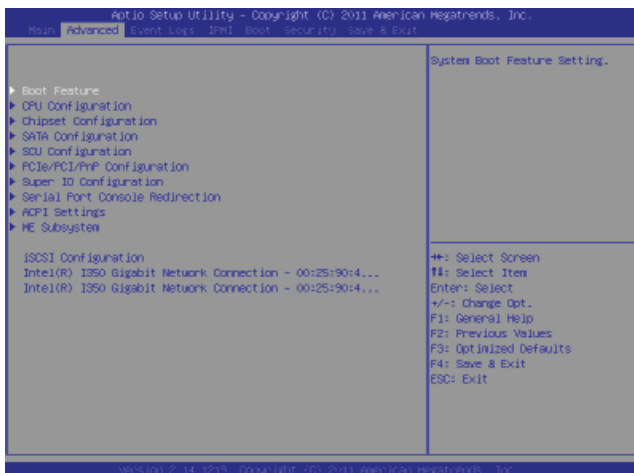 Aptio Setup Utility - Copyright (C) 2011 American Megatrends, Inc.
Main Advanced Event Logs IPMI Boot Security Save & Exit
System Boot Feature Setting.
▶ Boot Feature
▶ CPU Configuration
▶ Chipset Configuration
▶ SATA Configuration
▶ SCU Configuration
▶ PCIe/PCI/PnP Configuration
▶ Super IO Configuration
▶ Serial Port Console Redirection
▶ ACPI Settings
▶ ME Subsystem
iSCSI Configuration
Intel(R) I350 Gigabit Network Connection - 00:25:90:4...
Intel(R) I350 Gigabit Network Connection - 00:25:90:4...
→←: Select Screen
↑↓: Select Item
Enter: Select
+/-: Change Opt.
F1: General Help
F2: Previous Values
F3: Optimized Defaults
F4: Save & Exit
ESC: Exit
Version 2.14.1219. Copyright (C) 2011 American Megatrends, Inc.